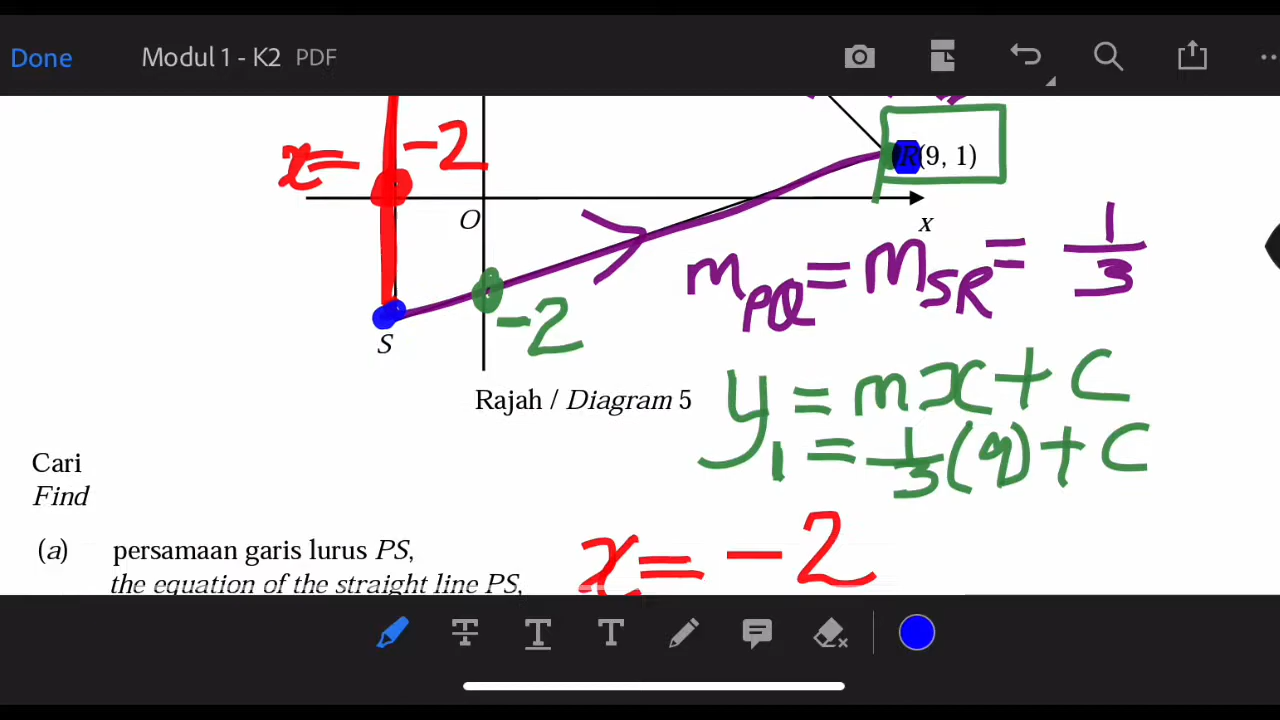 Done Modul 1 - K2 PDF
x = -2
R(9, 1)
O
x
m_PQ = m_SR = 1/3
-2
S
Rajah / Diagram 5
y = mx + c
1 = 1/3 (9) + c
Cari
Find
(a) persamaan garis lurus PS,
the equation of the straight line PS,
x = -2
T T T